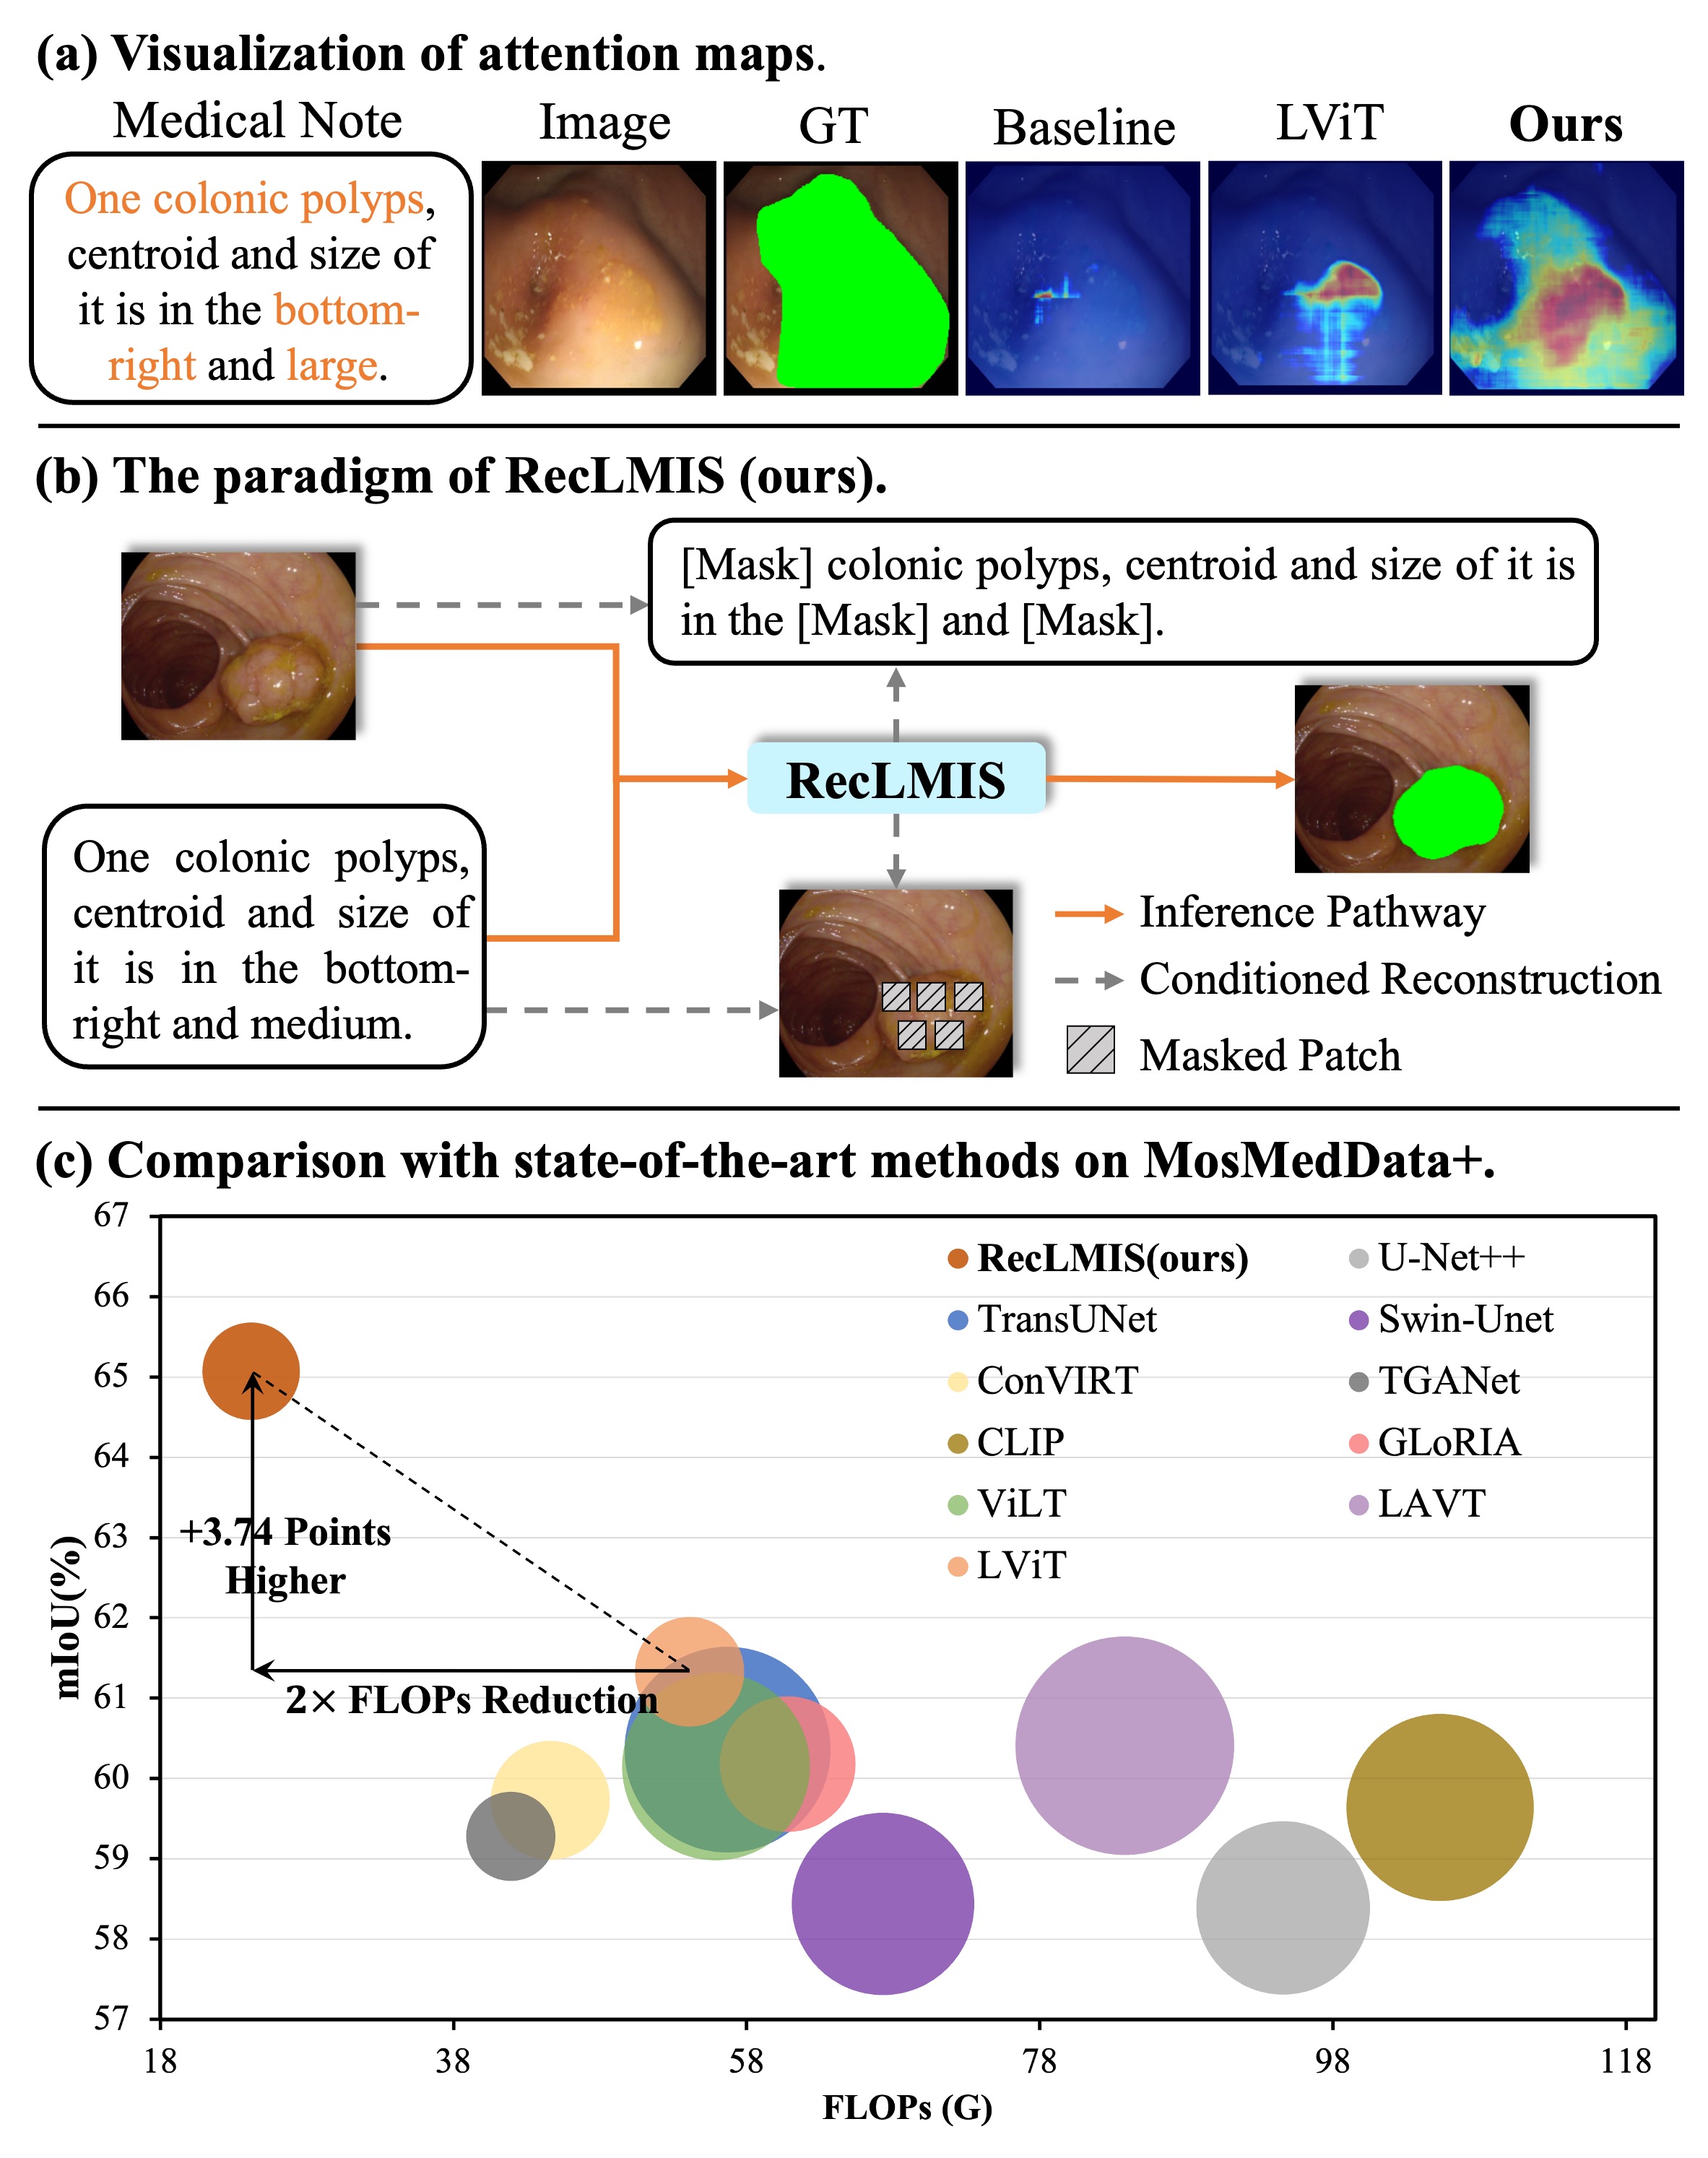 (a) Visualization of attention maps.
Medical Note Image GT Baseline LViT Ours
One colonic polyps,
centroid and size of
it is in the bottom-
right and large.
(b) The paradigm of RecLMIS (ours).
[Mask] colonic polyps, centroid and size of it is
in the [Mask] and [Mask].
RecLMIS
One colonic polyps,
centroid and size of
it is in the bottom-
right and medium.
Inference Pathway
Conditioned Reconstruction
Masked Patch
(c) Comparison with state-of-the-art methods on MosMedData+.
67
66
65
64
63
62
61
60
59
58
57
mIoU(%)
RecLMIS(ours)
U-Net++
TransUNet
Swin-Unet
ConVIRT
TGANet
CLIP
GLoRIA
ViLT
LAVT
LViT
+3.74 Points
Higher
2× FLOPs Reduction
18 38 58 78 98 118
FLOPs (G)